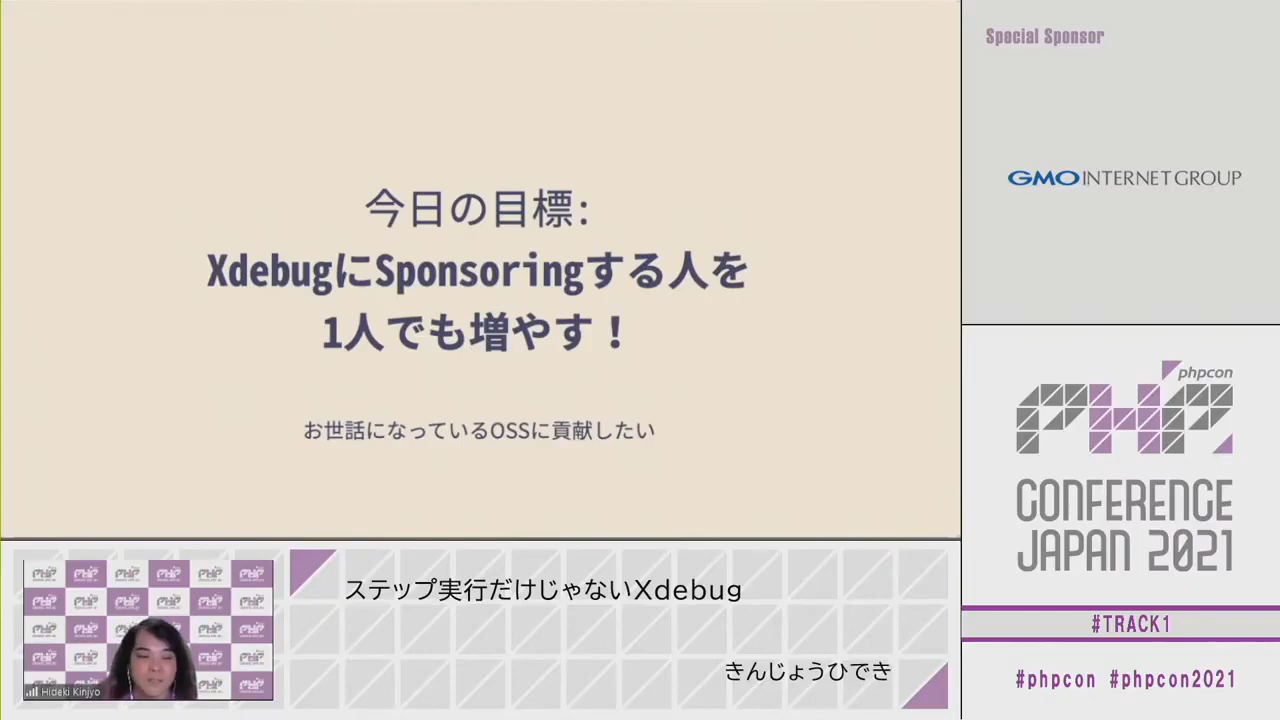 今日の目標:
XdebugにSponsoringする人を
1人でも増やす！
お世話になっているOSSに貢献したい
Special Sponsor
GMO INTERNET GROUP
phpcon
PHP
CONFERENCE
JAPAN 2021
#TRACK1
#phpcon #phpcon2021
ステップ実行だけじゃないXdebug
きんじょうひでき
Hideki Kinjyo